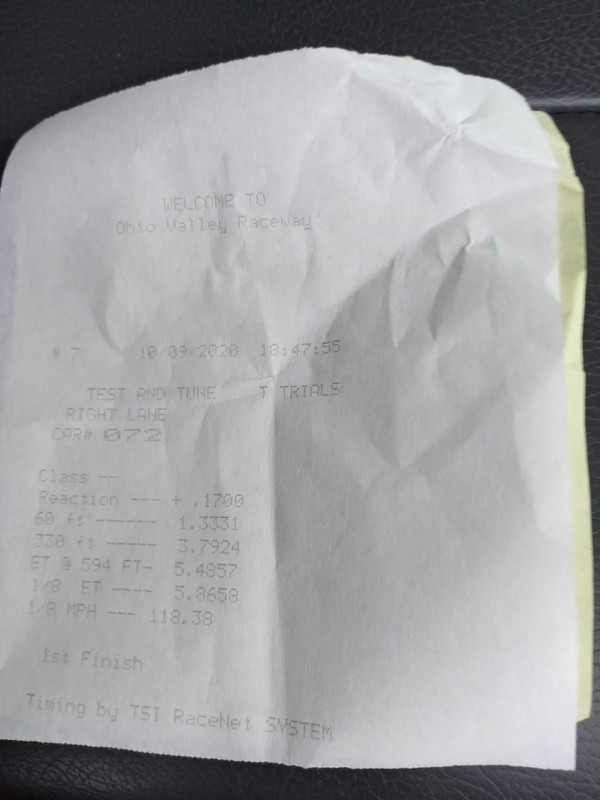 WELCOME TO
Ohio Valley Raceway
# 7 10/09/2020 18:47:55
TEST AND TUNE T TRIALS
RIGHT LANE
CAR# 072
Class --
Reaction --- + .1700
60 ft ------ 1.3331
330 ft ----- 3.7924
ET @ 594 FT- 5.4857
1/8 ET ---- 5.8658
1/8 MPH --- 118.38
1st Finish
Timing by TSI RaceNet SYSTEM